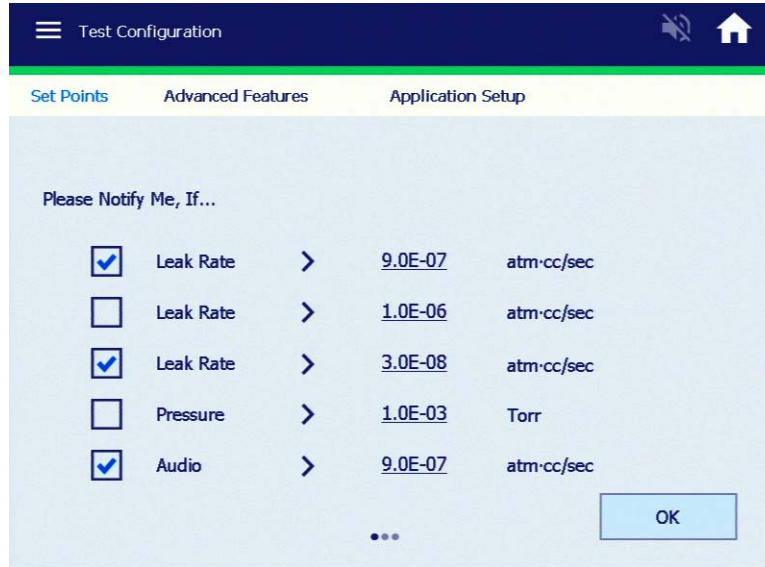 Test Configuration
Set Points Advanced Features Application Setup
Please Notify Me, If...
Leak Rate > 9.0E-07 atm·cc/sec
Leak Rate > 1.0E-06 atm·cc/sec
Leak Rate > 3.0E-08 atm·cc/sec
Pressure > 1.0E-03 Torr
Audio > 9.0E-07 atm·cc/sec
OK